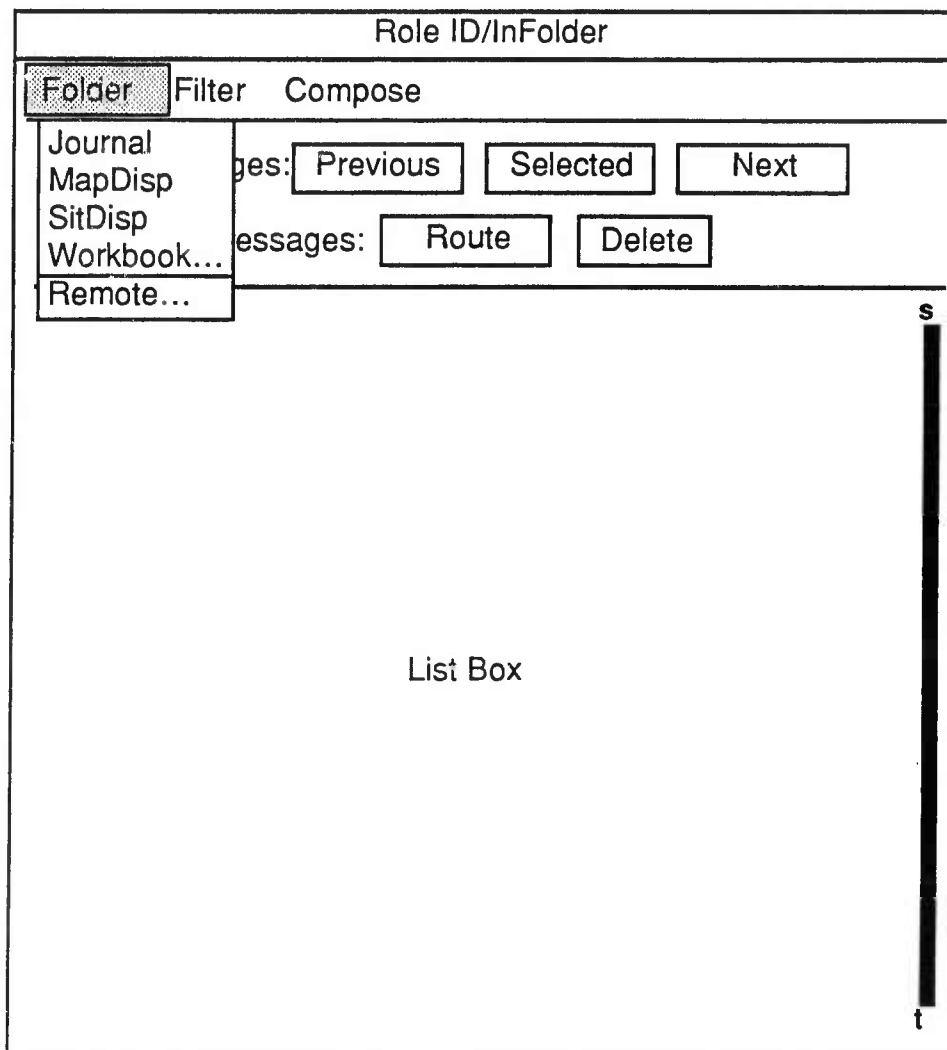 Role ID/InFolder
Folder Filter Compose
Journal
MapDisp
SitDisp
Workbook...
Remote...
ges: Previous Selected Next
essages: Route Delete
s
List Box
t